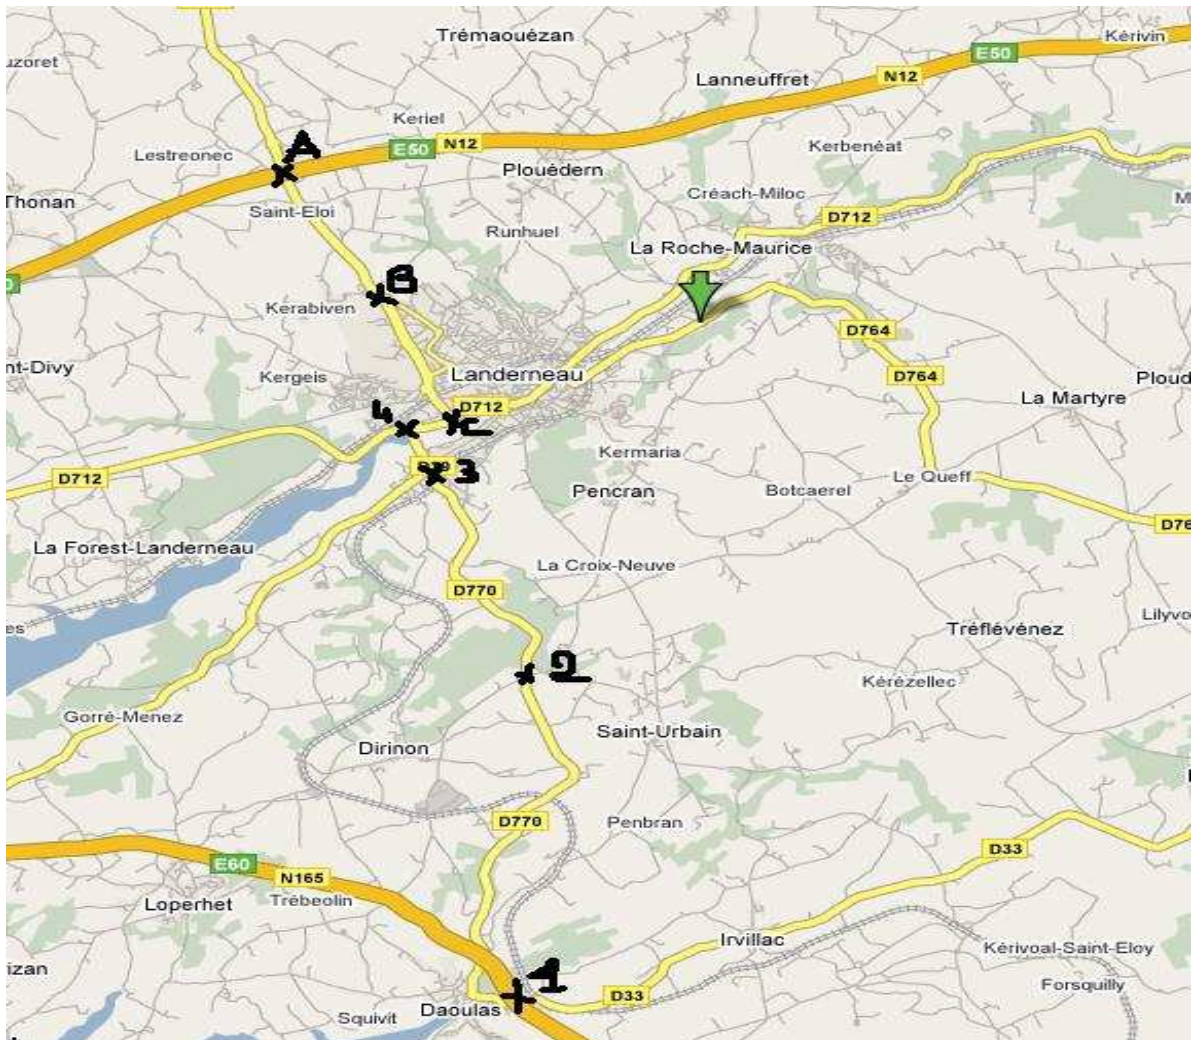 Trémaouézan
Kérivin
uzoret
E50
Lanneuffret
N12
Keriel
A
Lestreonec
E50
N12
Kerbenéat
Plouédern
Thonan
Créach-Miloc
M
Saint-Eloi
D712
Runhuel
La Roche-Maurice
B
Kerabiven
D764
nt-Divy
Kergeis
Landerneau
D764
Ploud
La Martyre
4
D712
C
Kermaria
3
D712
Le Queff
Pencran
Botcaerel
D76
La Forest-Landerneau
La Croix-Neuve
D770
Lilyvo
es
Tréflévénez
2
Kérézellec
Gorré-Menez
Saint-Urbain
Dirinon
D770
Penbran
D33
E60
N165
Trébeolin
Loperhet
Irvillac
Kérivoal-Saint-Eloy
rizan
1
Forsquilly
D33
Daoulas
Squivit